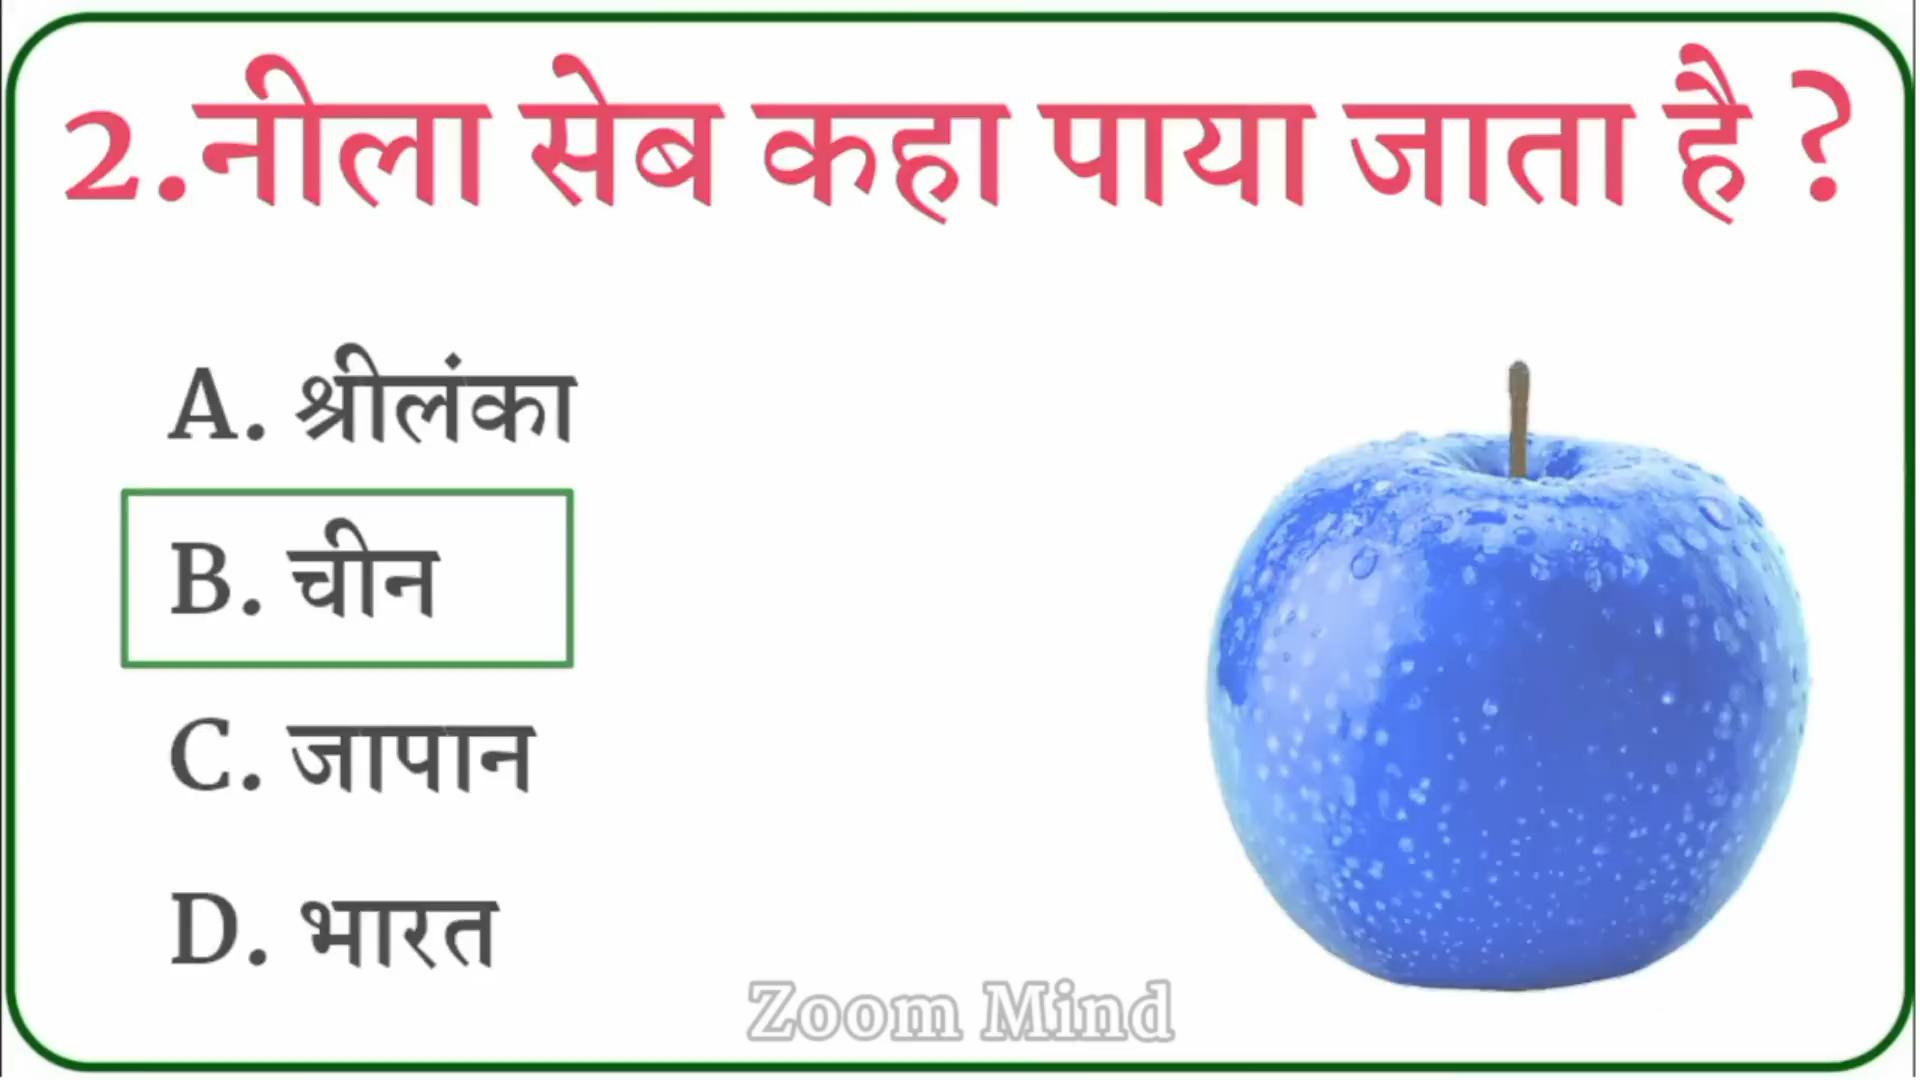 2.नीला सेब कहा पाया जाता है ?
A. श्रीलंका
B. चीन
C. जापान
D. भारत
Zoom Mind